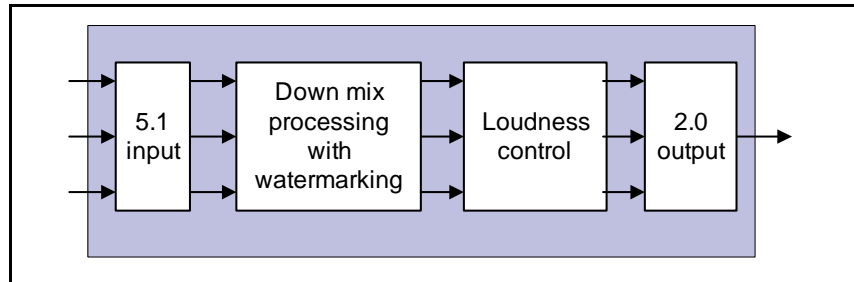 5.1
input
Down mix
processing
with
watermarking
Loudness
control
2.0
output